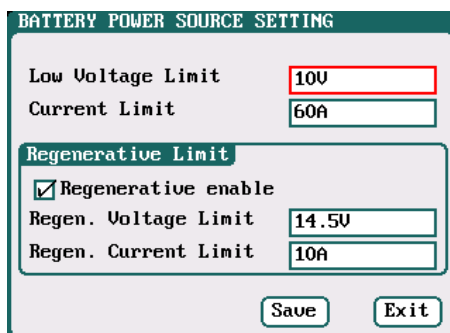 BATTERY POWER SOURCE SETTING
Low Voltage Limit 10V
Current Limit 60A
Regenerative Limit
Regenerative enable
Regen. Voltage Limit 14.5V
Regen. Current Limit 10A
Save Exit